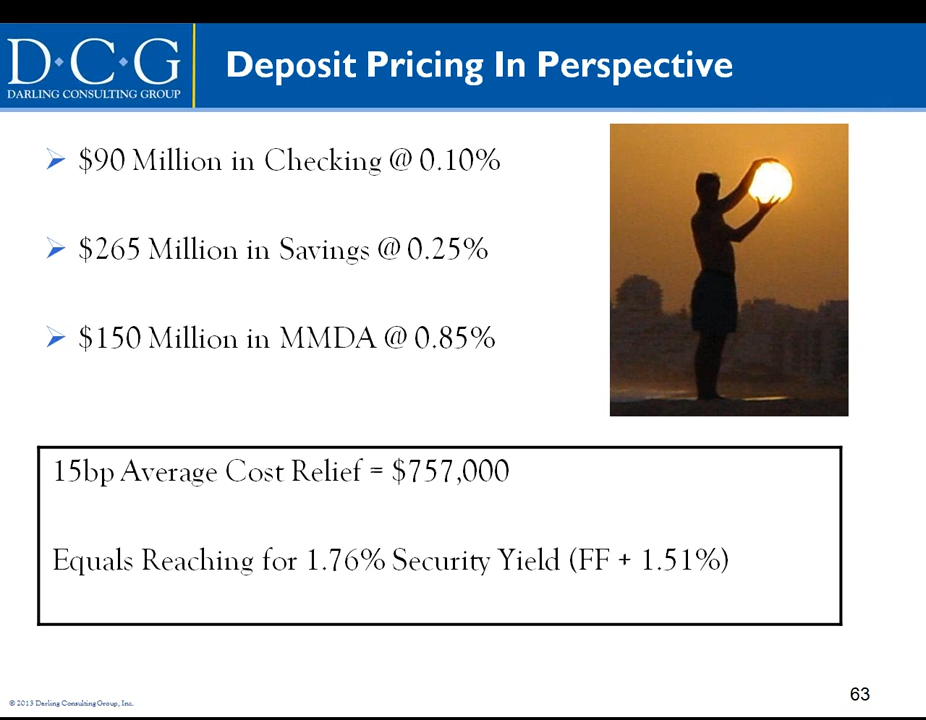 D·C·G
DARLING CONSULTING GROUP
Deposit Pricing In Perspective
$90 Million in Checking @ 0.10%
$265 Million in Savings @ 0.25%
$150 Million in MMDA @ 0.85%
15bp Average Cost Relief = $757,000
Equals Reaching for 1.76% Security Yield (FF + 1.51%)
63
© 2013 Darling Consulting Group, Inc.